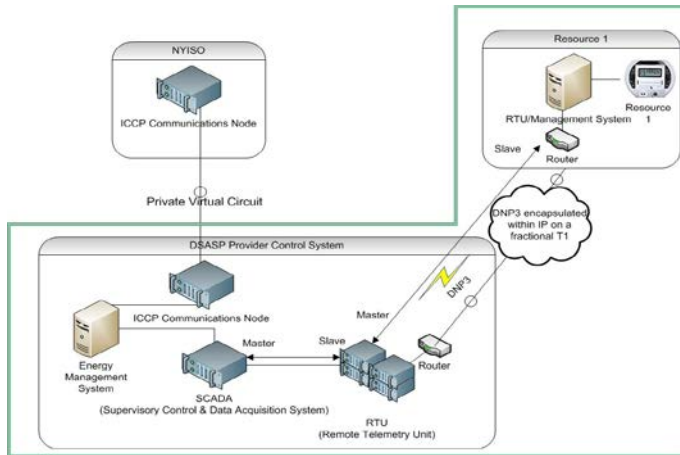 NYISO
ICCP Communications Node
Private Virtual Circuit
Resource 1
RTU/Management System
Resource
1
Slave
Router
DNP3 encapsulated
within IP on a
fractional T1
DNP3
DSASP Provider Control System
ICCP Communications Node
Master
Energy
Management
System
Master
Slave
Router
SCADA
(Supervisory Control & Data Acquisition System)
RTU
(Remote Telemetry Unit)